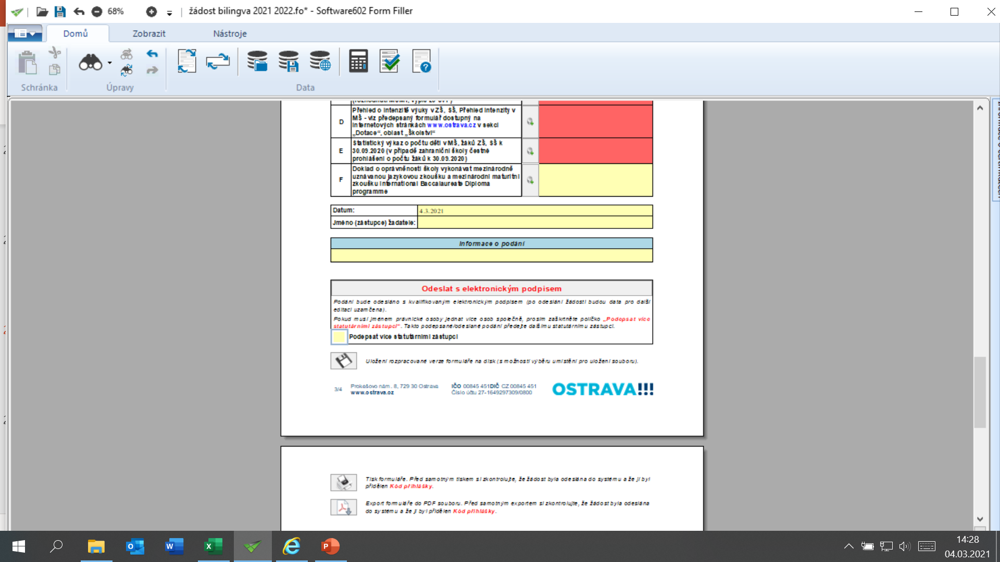 68%
žádost bilingva 2021 2022.fo* - Software602 Form Filler
Domů
Zobrazit
Nástroje
Schránka
Úpravy
Data
D
Přehled o intenzitě výuky v ZŠ, SŠ, Přehled intenzity v
MŠ - viz předepsaný formulář dostupný na
internetových stránkách www.ostrava.cz v sekci
„Dotace“, oblast „Školství“
E
Statistický výkaz o počtu dětí v MŠ, žáků ZŠ, SŠ k
30.09.2020 (v případě zahraniční školy čestné
prohlášení o počtu žáků k 30.09.2020)
F
Doklad o oprávněnosti školy vykonávat mezinárodně
uznávanou jazykovou zkoušku a mezinárodní maturitní
zkoušku International Baccalaureate Diploma
programme
Datum:
4.3.2021
Jméno (zástupce) žadatele:
Informace o podání
Odeslat s elektronickým podpisem
Podání bude odesláno s kvalifikovaným elektronickým podpisem (po odeslání žádosti budou data pro další
editaci uzamčena).
Pokud musí jménem právnické osoby jednat více osob společně, prosím zaškrtněte políčko „Podepsat více
statutárními zástupci“. Takto podepsané/odeslané podání předejte dalšímu statutárnímu zástupci.
Podepsat více statutárními zástupci
Uložení rozpracované verze formuláře na disk (s možností výběru umístění pro uložení souboru).
3/4
Prokešovo nám. 8, 729 30 Ostrava
www.ostrava.cz
IČO 00845 451DIČ CZ 00845 451
Číslo účtu 27-1649297309/0800
OSTRAVA!!!
Tisk formuláře. Před samotným tiskem si zkontrolujte, že žádost byla odeslána do systému a že jí byl
přidělen Kód přihlášky.
Export formuláře do PDF souboru. Před samotným exportem si zkontrolujte, že žádost byla odeslána
do systému a že jí byl přidělen Kód přihlášky.
14:28
04.03.2021